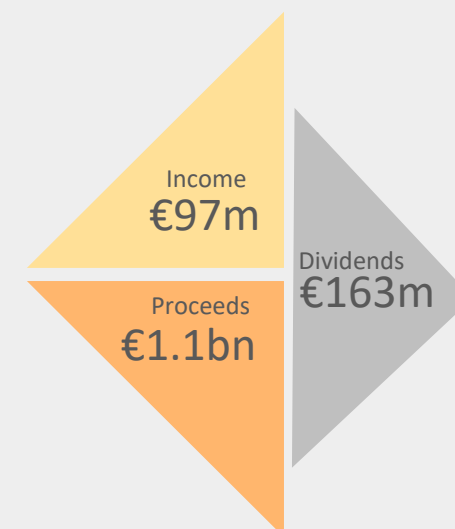 Income
€97m
Dividends
€163m
Proceeds
€1.1bn